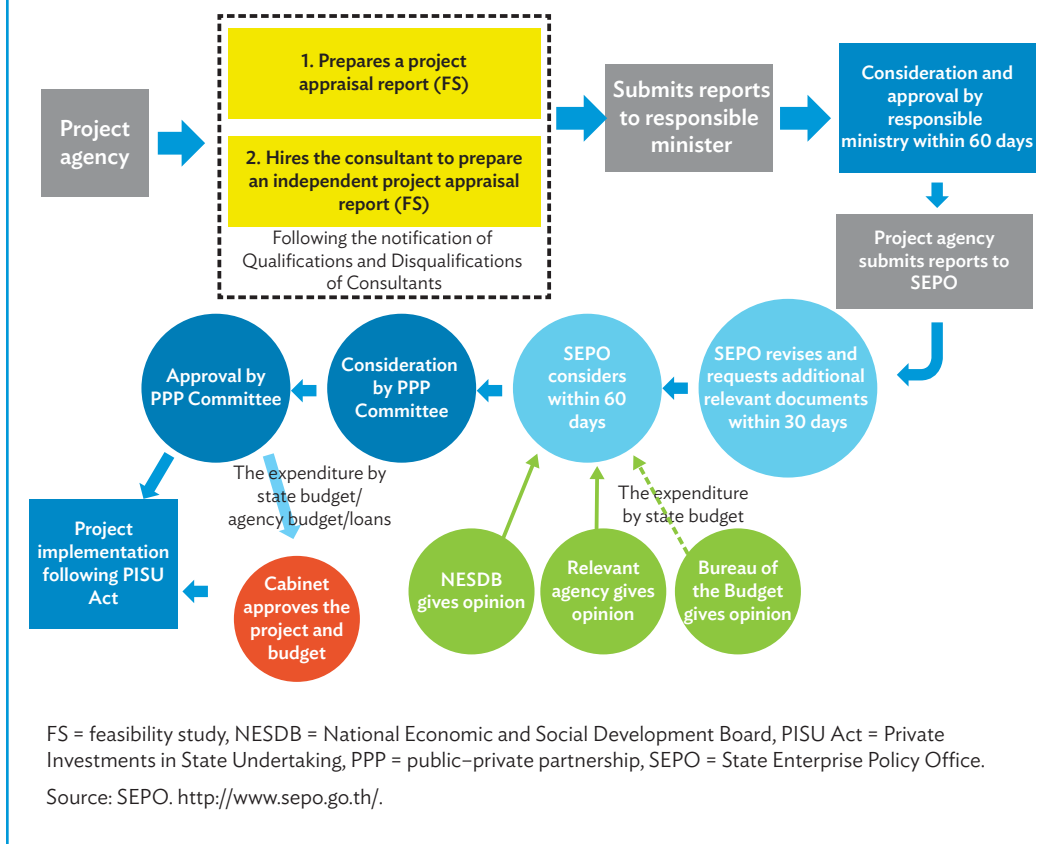 Project
agency
1. Prepares a project
appraisal report (FS)
2. Hires the consultant to prepare
an independent project appraisal
report (FS)
Following the notification of
Qualifications and Disqualifications
of Consultants
Submits reports
to responsible
minister
Consideration and
approval by
responsible
ministry within 60 days
Project agency
submits reports to
SEPO
SEPO revises and
requests additional
relevant documents
within 30 days
SEPO
considers
within 60
days
Consideration
by PPP
Committee
Approval by
PPP Committee
The expenditure by
state budget/
agency budget/loans
The expenditure
by state budget
Project
implementation
following PISU
Act
Cabinet
approves the
project and
budget
NESDB
gives opinion
Relevant
agency gives
opinion
Bureau of
the Budget
gives opinion
FS = feasibility study, NESDB = National Economic and Social Development Board, PISU Act = Private
Investments in State Undertaking, PPP = public–private partnership, SEPO = State Enterprise Policy Office.
Source: SEPO. http://www.sepo.go.th/.